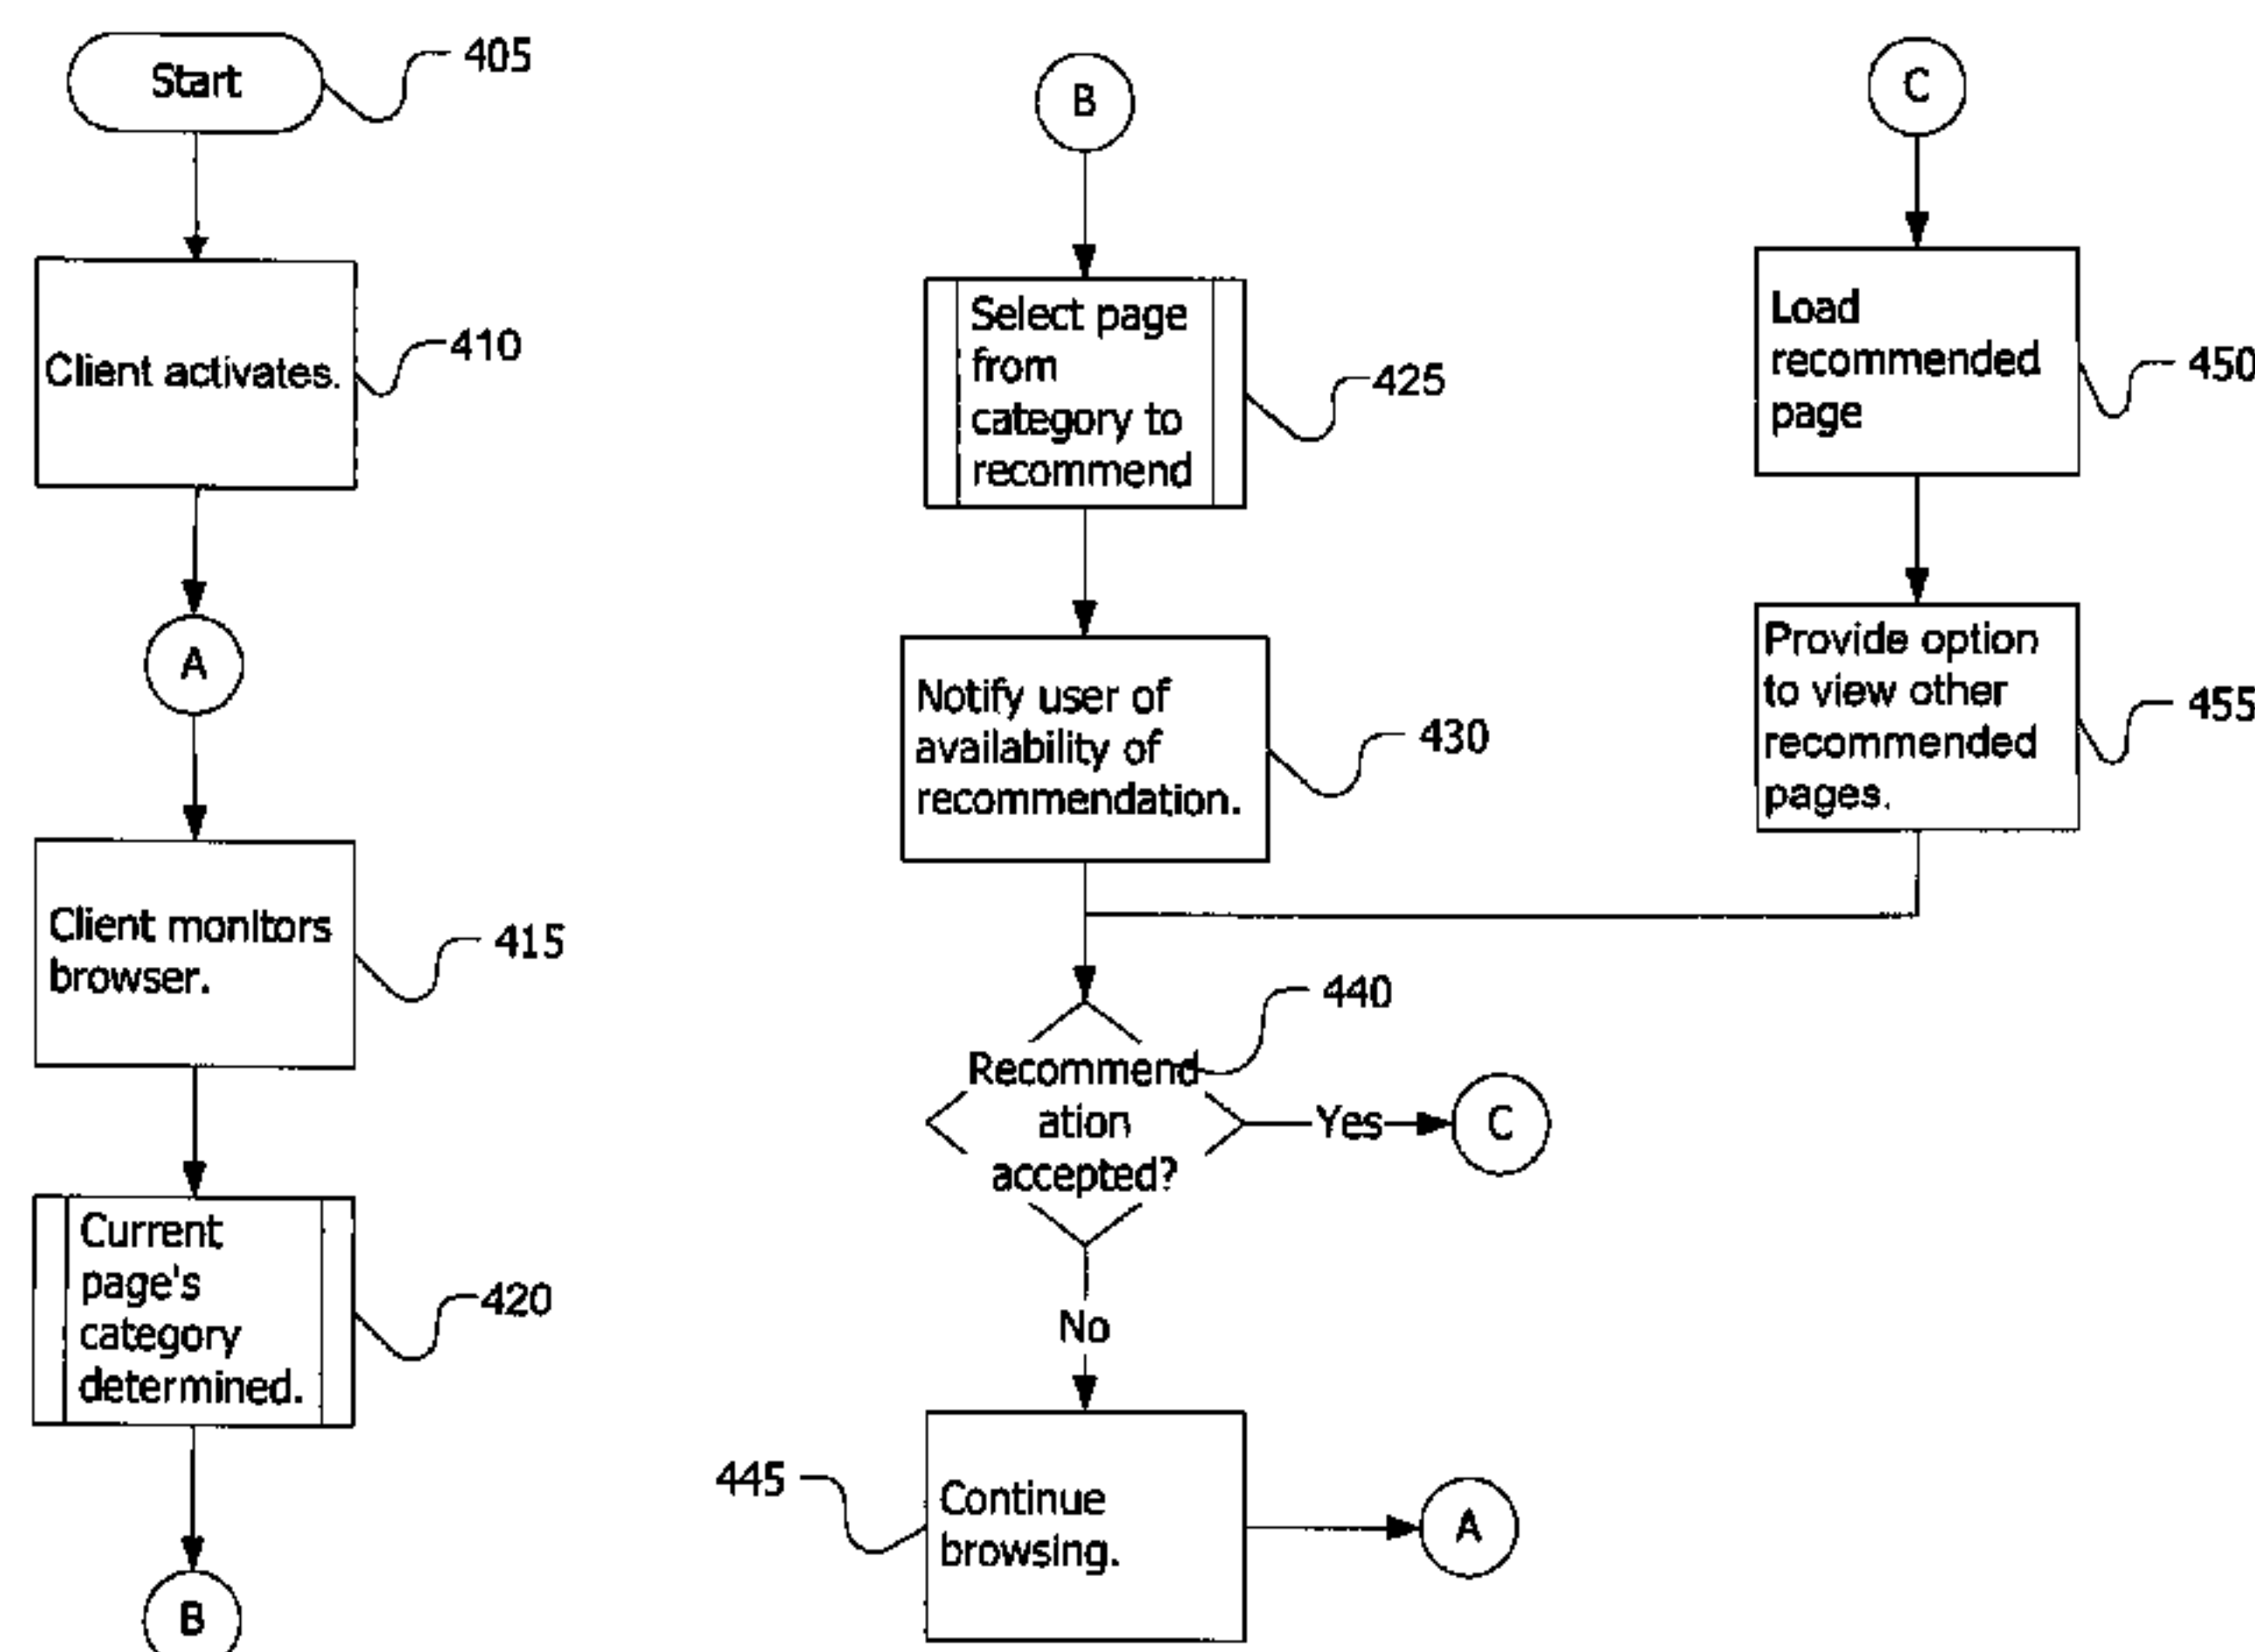 Start
405
Client activates.
410
A
Client monitors
browser.
415
Current
page's
category
determined.
420
B
B
Select page
from
category to
recommend
425
Notify user of
availability of
recommendation.
430
440
Recommend
ation
accepted?
Yes
C
No
445
Continue
browsing.
A
C
Load
recommended
page
450
Provide option
to view other
recommended
pages.
455